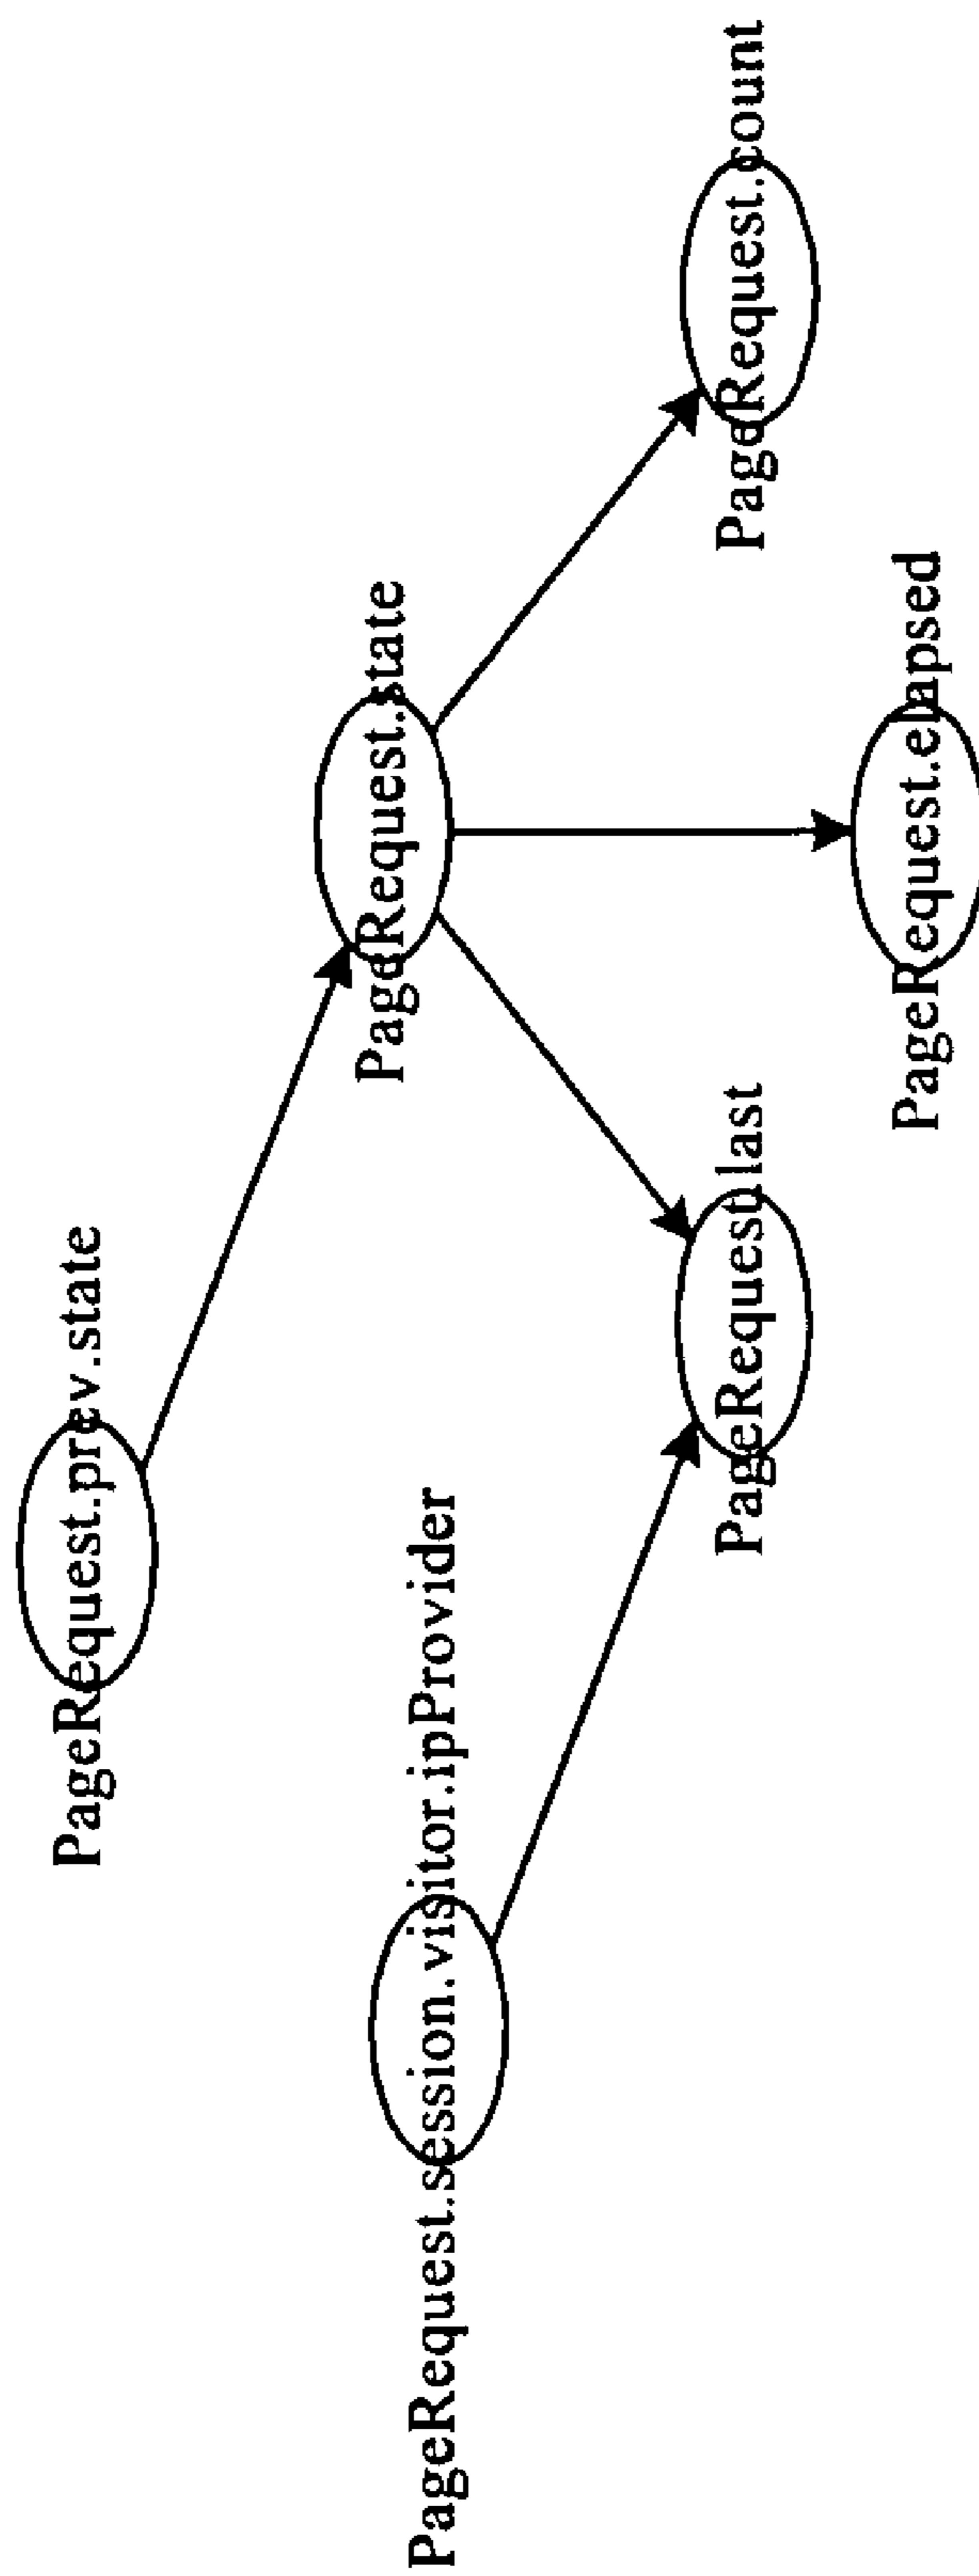 PageRequest.prev.state
PageRequest.session.visitor.ipProvider
PageRequest.state
PageRequest.last
PageRequest.count
PageRequest.elapsed